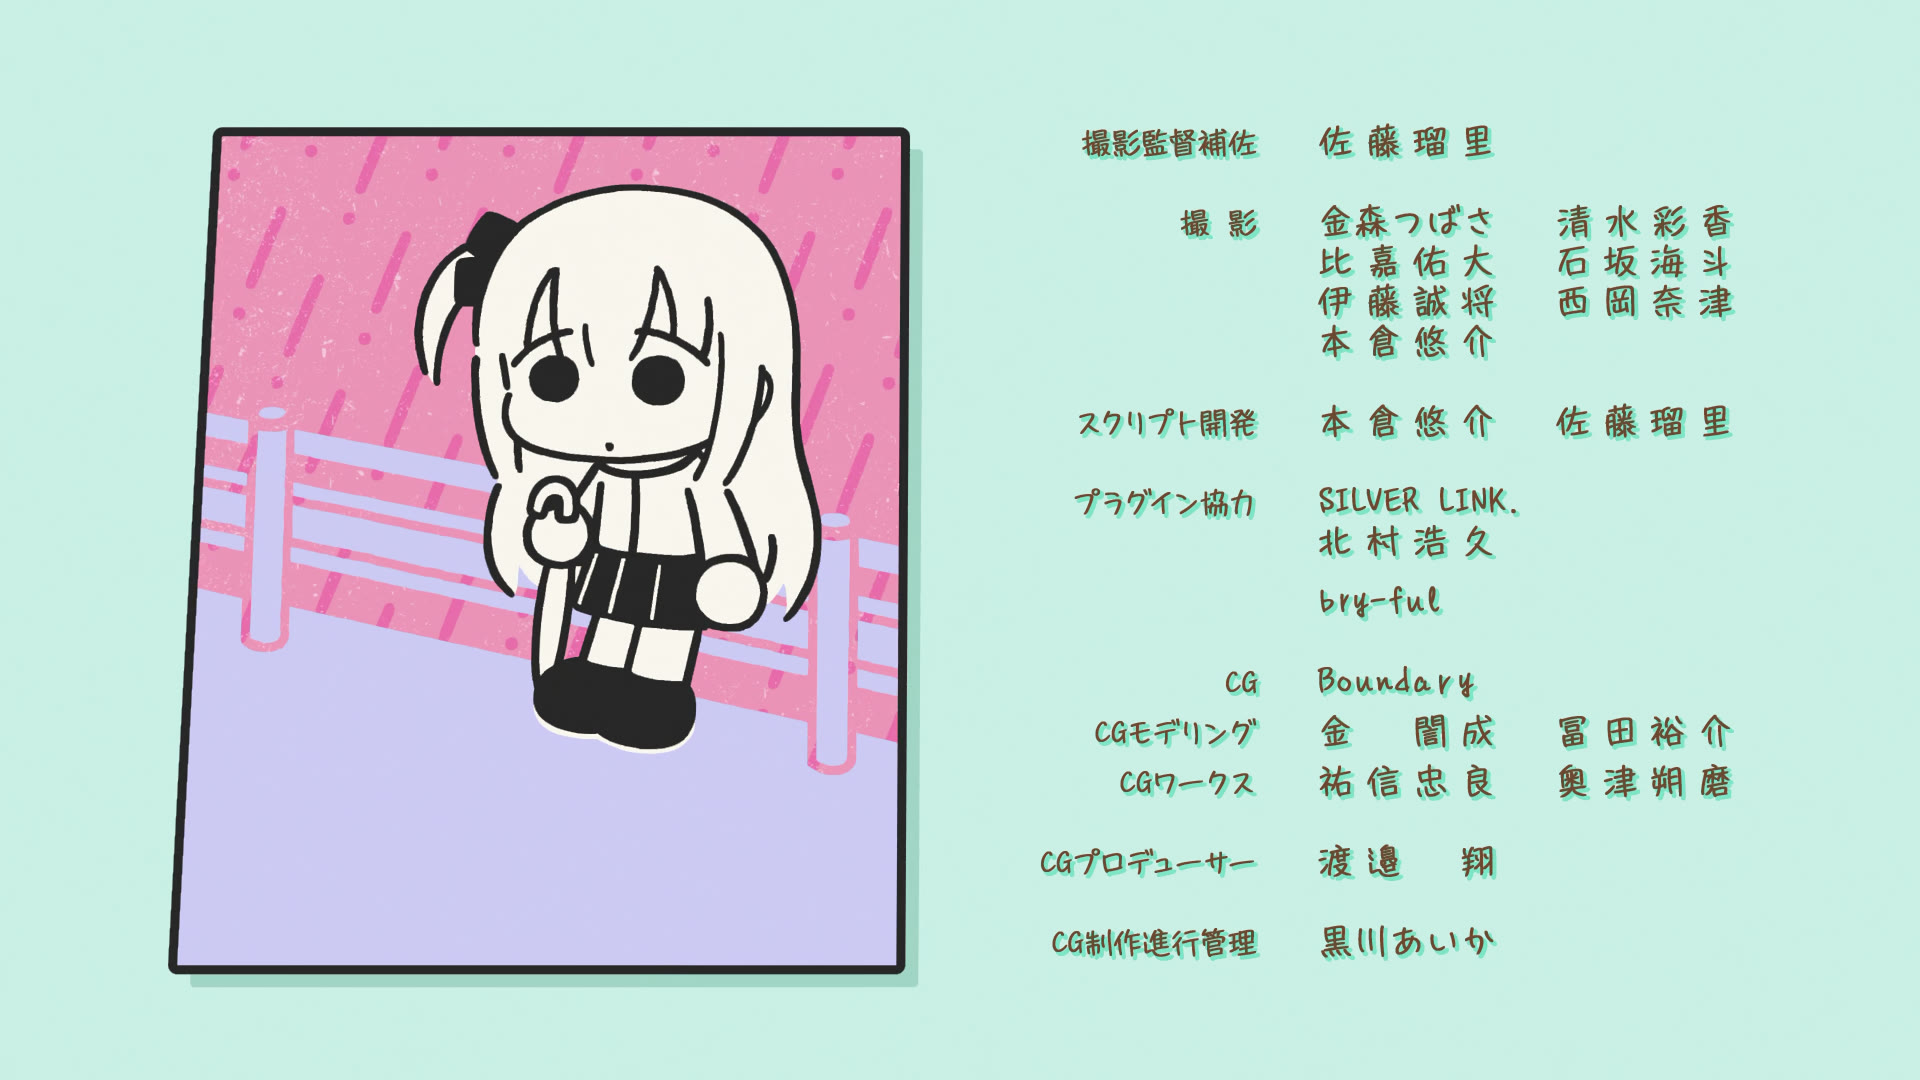 撮影監督補佐 佐藤瑠里
撮影 金森つばさ 清水彩香
比嘉佑大 石坂海斗
伊藤誠将 西岡奈津
本倉悠介
スクリプト開発 本倉悠介 佐藤瑠里
プラグイン協力 SILVER LINK.
北村浩久
bry-ful
CG Boundary
CGモデリング 金 誾成 冨田裕介
CGワークス 祐信忠良 奥津朔磨
CGプロデューサー 渡邉 翔
CG制作進行管理 黒川あいか